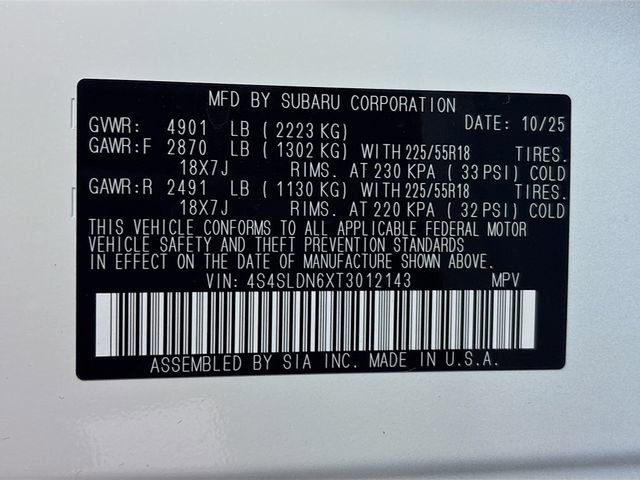 MFD BY SUBARU CORPORATION
GVWR: 4901 LB ( 2223 KG) DATE: 10/25
GAWR:F 2870 LB ( 1302 KG) WITH 225/55R18 TIRES.
18X7J RIMS. AT 230 KPA ( 33 PSI) COLD
GAWR:R 2491 LB ( 1130 KG) WITH 225/55R18 TIRES.
18X7J RIMS. AT 220 KPA ( 32 PSI) COLD
THIS VEHICLE CONFORMS TO ALL APPLICABLE FEDERAL MOTOR
VEHICLE SAFETY AND THEFT PREVENTION STANDARDS
IN EFFECT ON THE DATE OF MANUFACTURE SHOWN ABOVE.
VIN: 4S4SLDN6XT3012143 MPV
ASSEMBLED BY SIA INC. MADE IN U.S.A.